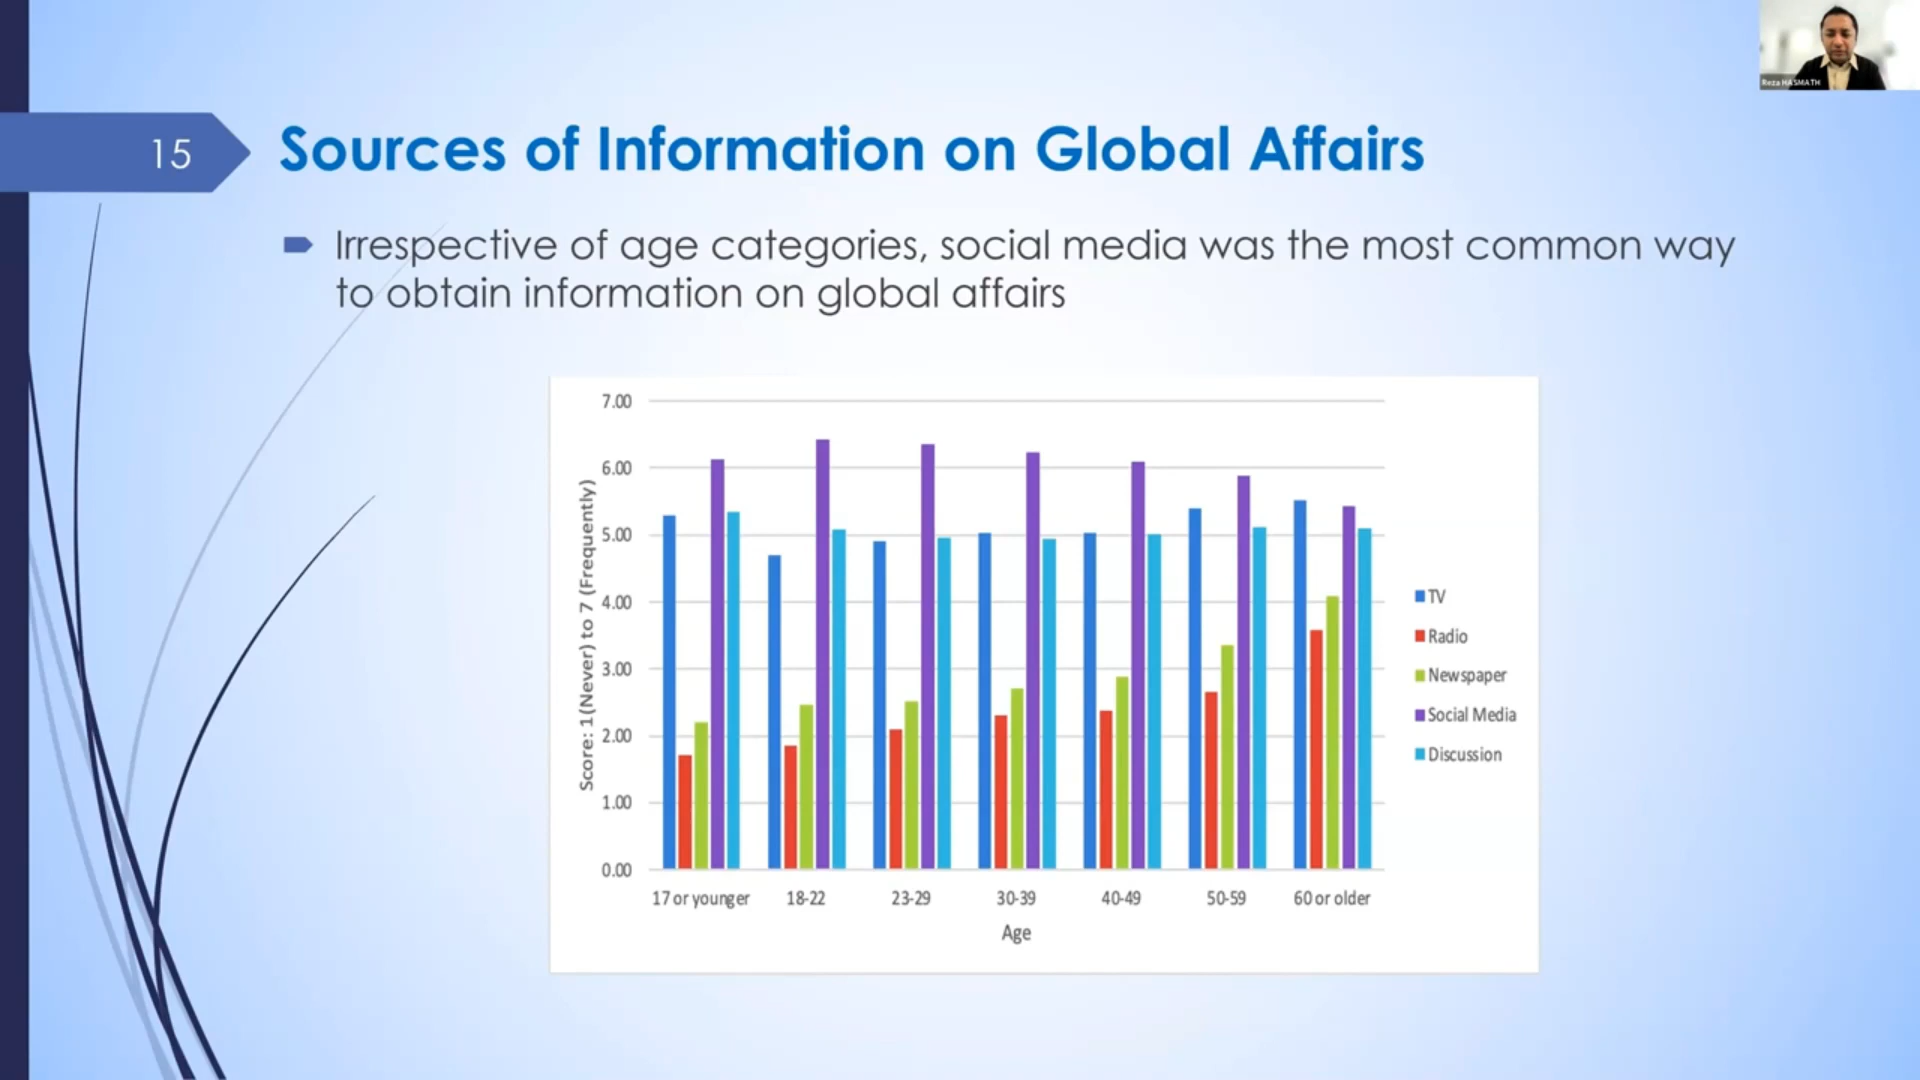 Reza HASMATH
15
Sources of Information on Global Affairs
Irrespective of age categories, social media was the most common way
to obtain information on global affairs
7.00
6.00
5.00
4.00
3.00
2.00
1.00
0.00
Score: 1(Never) to 7 (Frequently)
17 or younger
18-22
23-29
30-39
40-49
50-59
60 or older
Age
TV
Radio
Newspaper
Social Media
Discussion